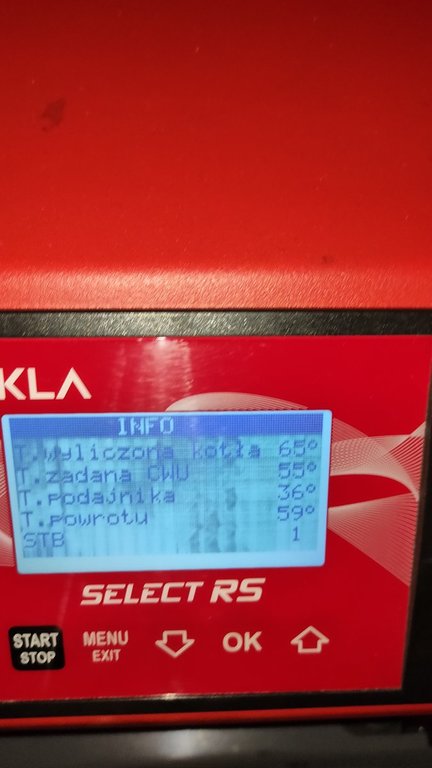 KLA
INFO
T.wyliczona kotła 65°
T.zadana CWU 55°
T.podajnika 36°
T.powrotu 59°
STB 1
SELECT RS
START STOP
MENU EXIT
OK